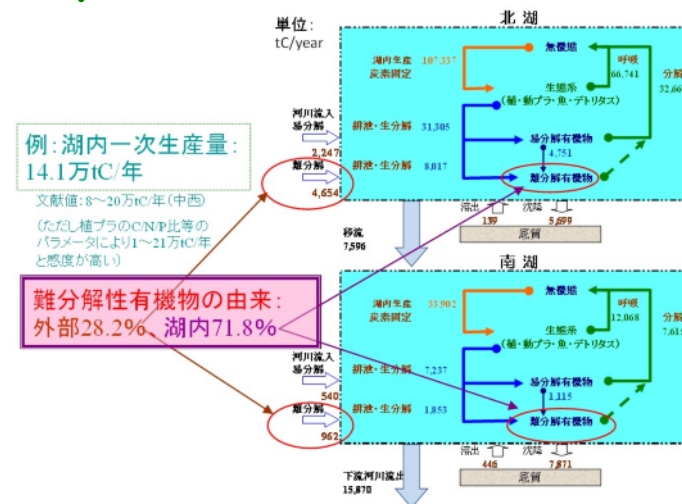 単位:
tC/year
北湖
湖内生産
炭素固定
107,337
無機態
呼吸
66,741
分解
生態系
(植・動プラ・魚・デトリタス)
河川流入
易分解
2,247
排泄・生分解
31,305
易分解有機物
4,751
難分解
4,654
排泄・生分解
8,017
難分解有機物
溶出
139
沈降
5,699
底質
例:湖内一次生産量:
14.1万tC/年
文献値:8~20万tC/年(中西)
(ただし植プラのC/N/P比等の
パラメータにより1~21万tC/年
と感度が高い)
移流
7,596
難分解性有機物の由来:
外部28.2%、湖内71.8%
南湖
湖内生産
炭素固定
33,902
無機態
呼吸
12,068
分解
生態系
(植・動プラ・魚・デトリタス)
河川流入
易分解
540
排泄・生分解
7,237
易分解有機物
1,115
難分解
962
排泄・生分解
1,853
難分解有機物
溶出
446
沈降
7,871
底質
下流河川流出
15,870